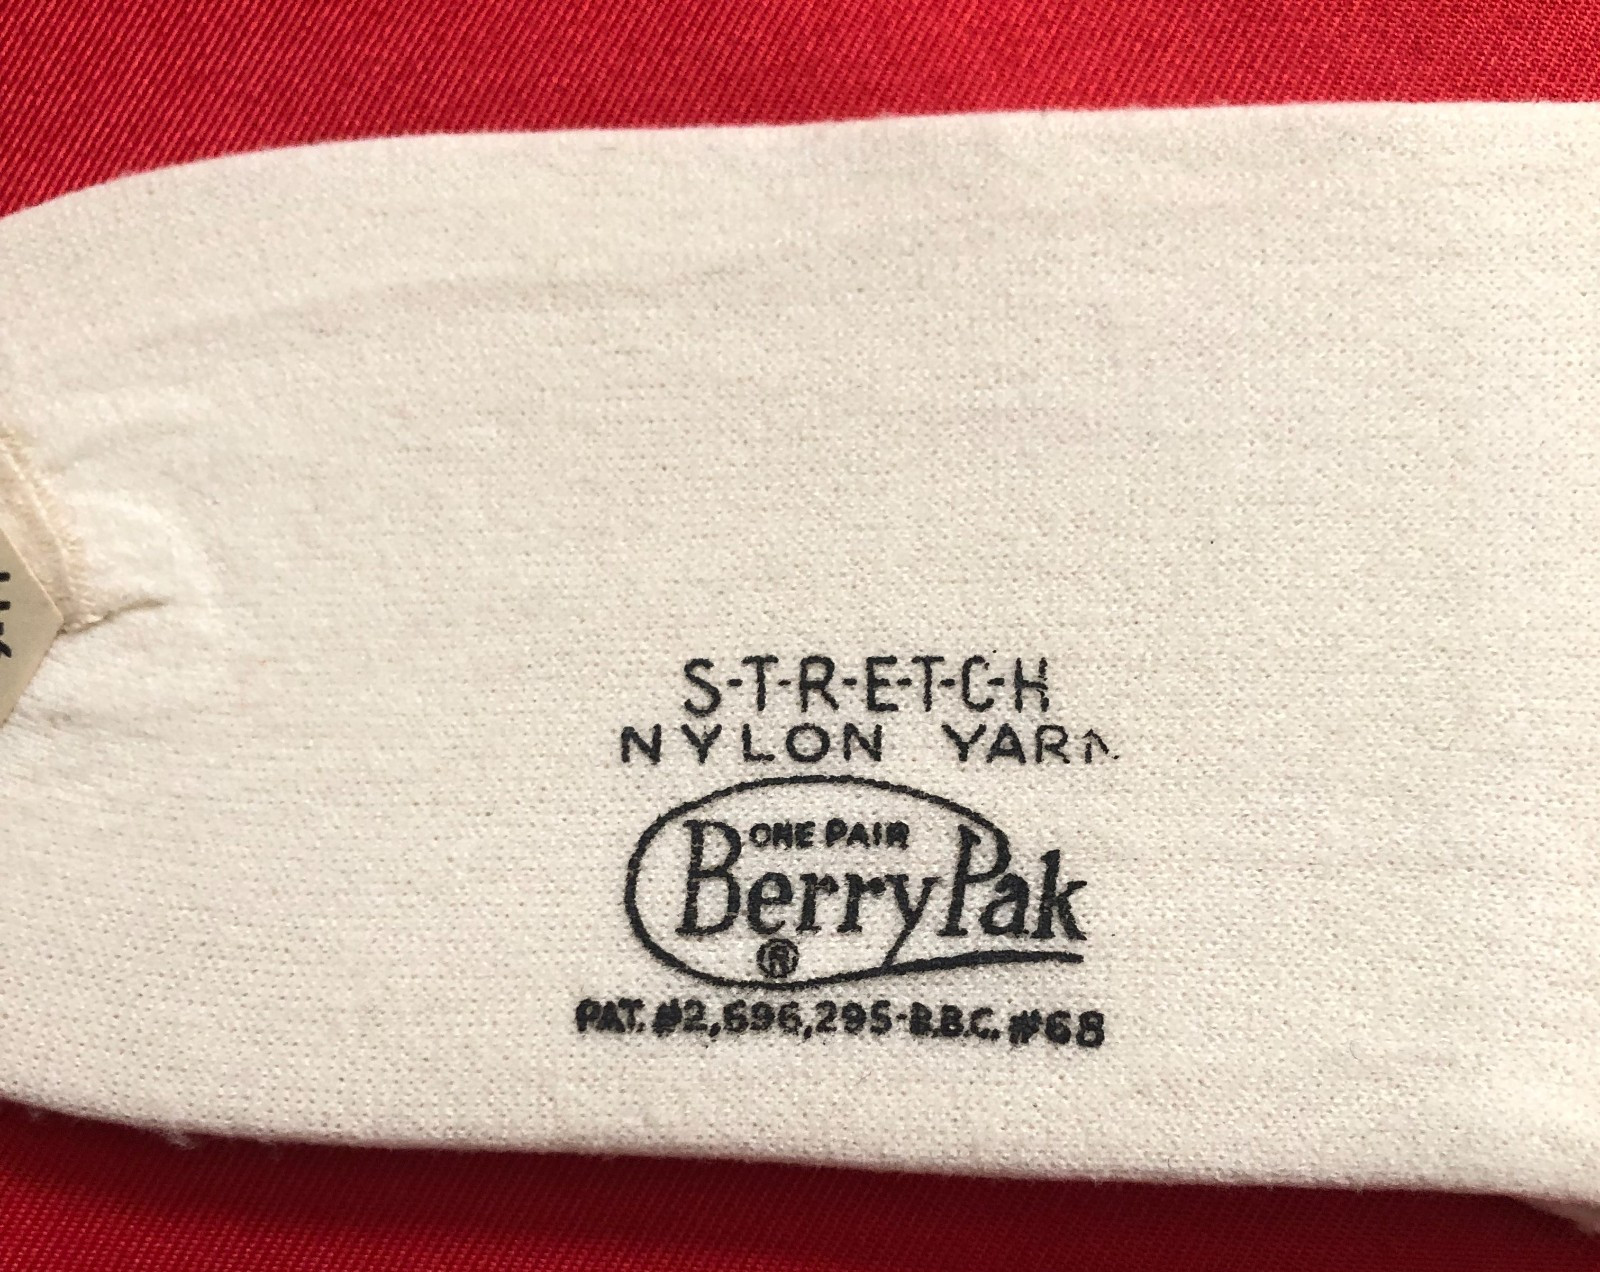 S-T-R-E-T-C-H
NYLON YARN
ONE PAIR
BerryPak
®
PAT. #2,696,295-B.B.C. #68